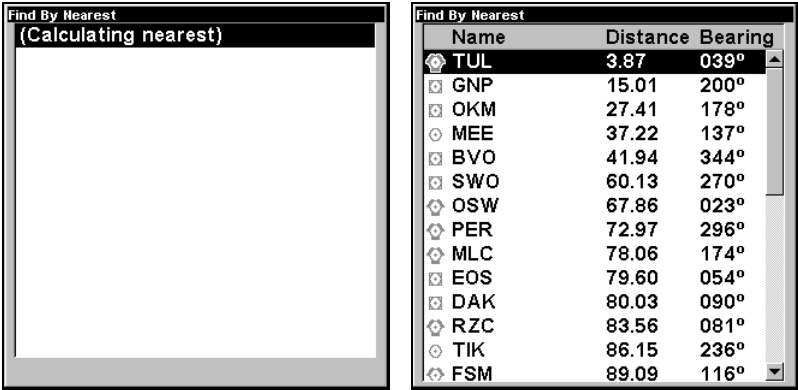 Find By Nearest
(Calculating nearest)
Find By Nearest
Name Distance Bearing
TUL 3.87 039º
GNP 15.01 200º
OKM 27.41 178º
MEE 37.22 137º
BVO 41.94 344º
SWO 60.13 270º
OSW 67.86 023º
PER 72.97 296º
MLC 78.06 174º
EOS 79.60 054º
DAK 80.03 090º
RZC 83.56 081º
TIK 86.15 236º
FSM 89.09 116º